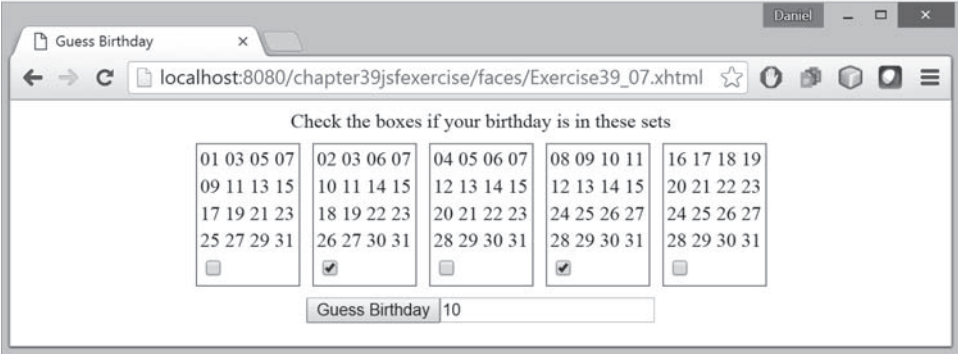 Daniel
Guess Birthday
localhost:8080/chapter39jsfexercise/faces/Exercise39_07.xhtml
Check the boxes if your birthday is in these sets
01 03 05 07 02 03 06 07 04 05 06 07 08 09 10 11 16 17 18 19
09 11 13 15 10 11 14 15 12 13 14 15 12 13 14 15 20 21 22 23
17 19 21 23 18 19 22 23 20 21 22 23 24 25 26 27 24 25 26 27
25 27 29 31 26 27 30 31 28 29 30 31 28 29 30 31 28 29 30 31
Guess Birthday 10